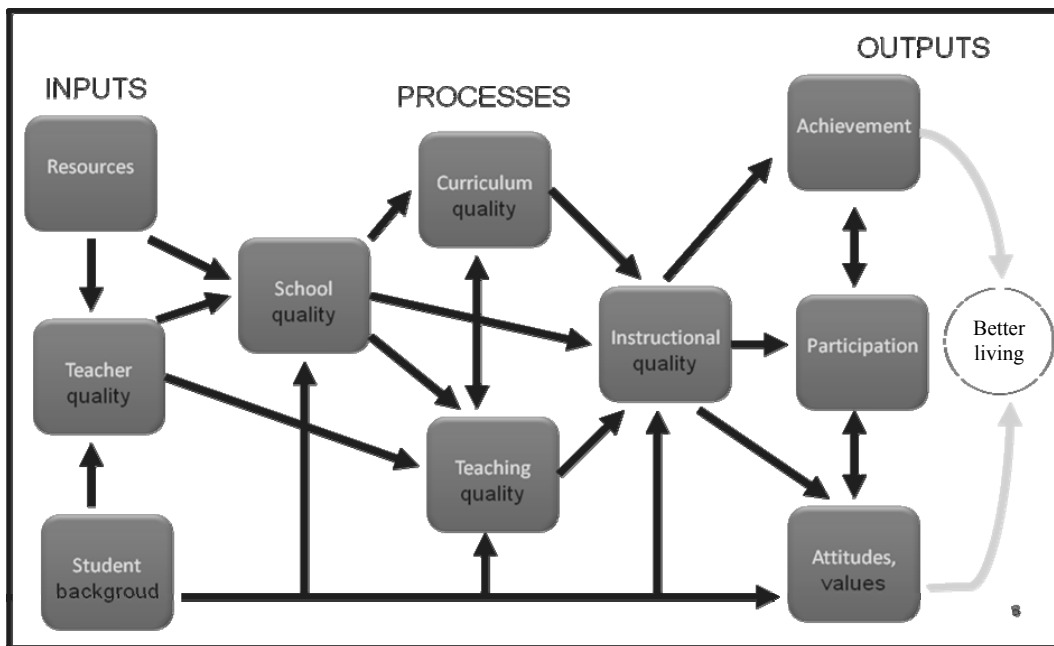 INPUTS
PROCESSES
OUTPUTS
Resources
Teacher
quality
Student
backgroud
School
quality
Curriculum
quality
Teaching
quality
Instructional
quality
Achievement
Participation
Attitudes,
values
Better
living